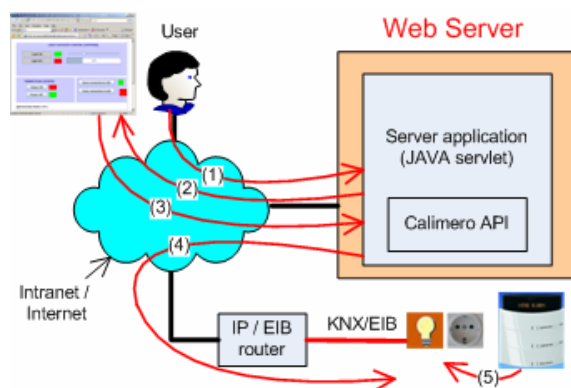 User
Web Server
Server application
(JAVA servlet)
Calimero API
(1)
(2)
(3)
(4)
Intranet /
Internet
IP / EIB
router
KNX/EIB
(5)